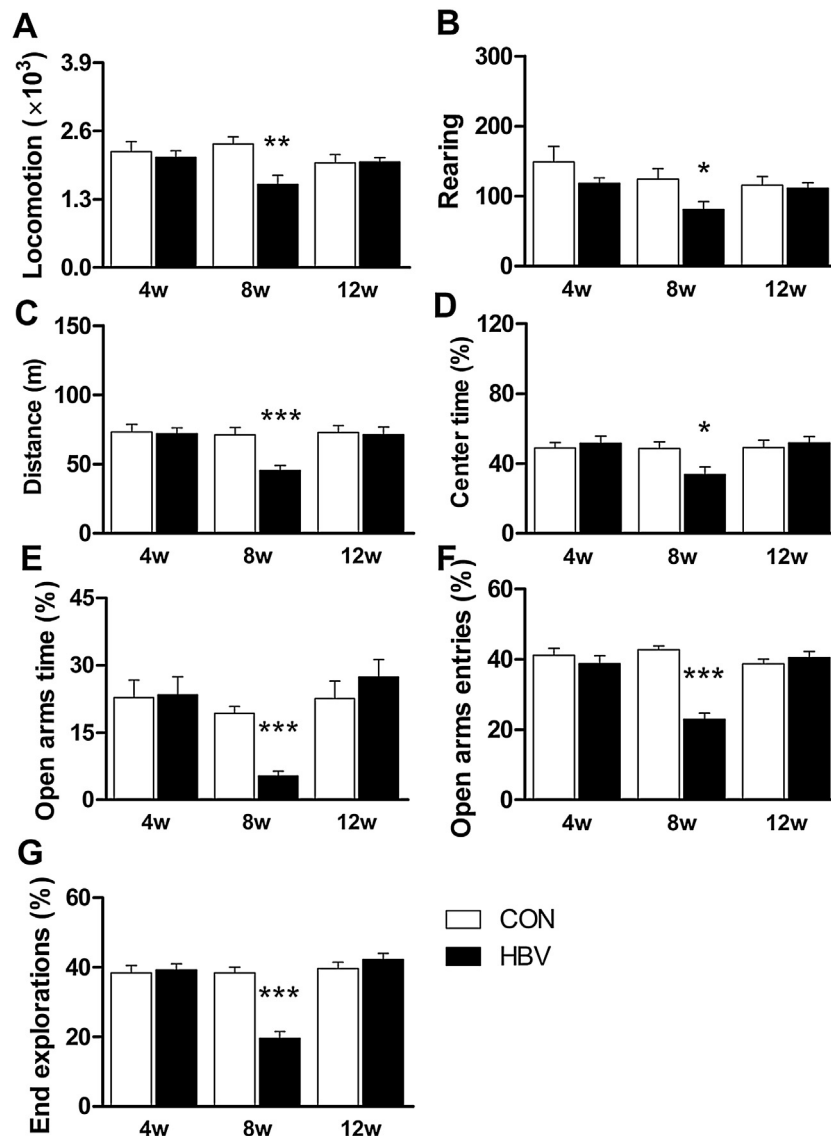 A
Locomotion (×10³)
3.9
2.6
1.3
0.0
**
4w 8w 12w
B
Rearing
300
200
100
0
*
4w 8w 12w
C
Distance (m)
150
100
50
0
***
4w 8w 12w
D
Center time (%)
120
80
40
0
*
4w 8w 12w
E
Open arms time (%)
45
30
15
0
***
4w 8w 12w
F
Open arms entries (%)
60
40
20
0
***
4w 8w 12w
G
End explorations (%)
60
40
20
0
***
4w 8w 12w
CON
HBV